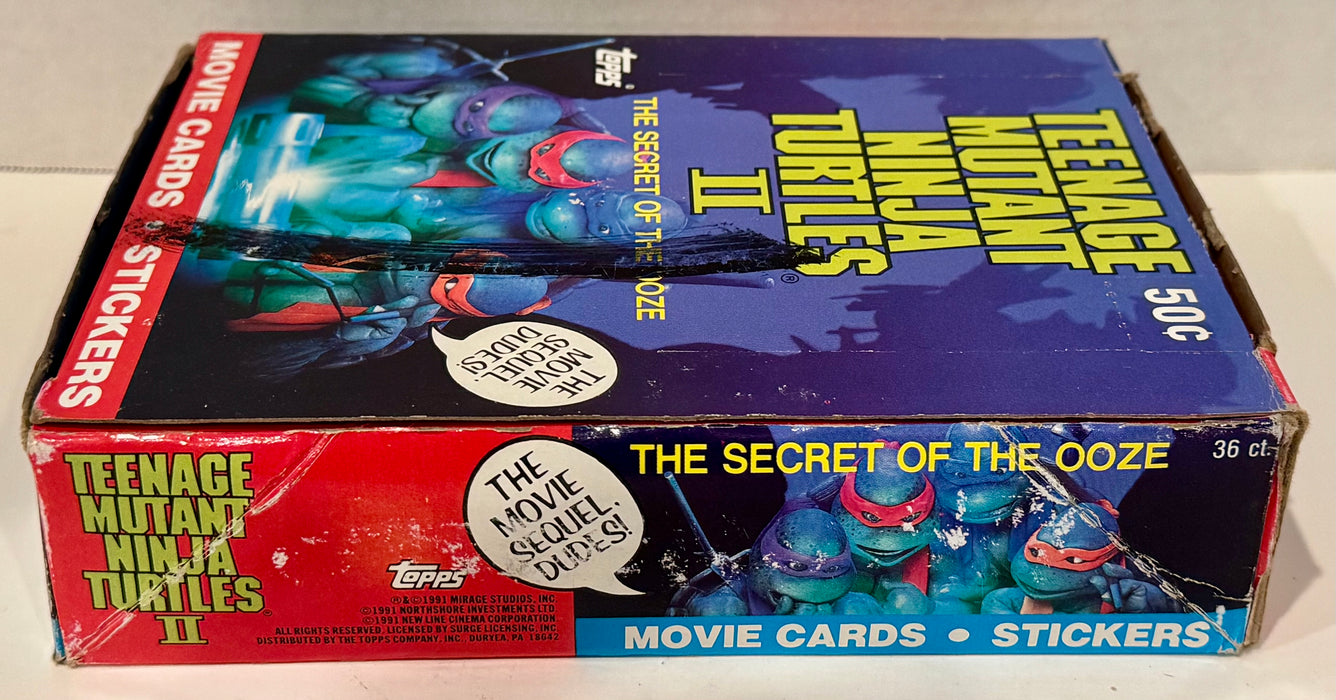 TEENAGE
MUTANT
NINJA
TURTLES®
II
50¢
THE SECRET OF THE OOZE
topps®
THE
MOVIE
SEQUEL,
DUDES!
MOVIE CARDS • STICKERS
TEENAGE
MUTANT
NINJA
TURTLES®
II
topps
®&©1991 MIRAGE STUDIOS, INC.
©1991 NORTHSHORE INVESTMENTS LTD.
©1991 NEW LINE CINEMA CORPORATION.
ALL RIGHTS RESERVED. LICENSED BY SURGE LICENSING, INC.
DISTRIBUTED BY THE TOPPS COMPANY, INC., DURYEA, PA 18642
THE
MOVIE
SEQUEL,
DUDES!
THE SECRET OF THE OOZE
36 ct.
MOVIE CARDS • STICKERS